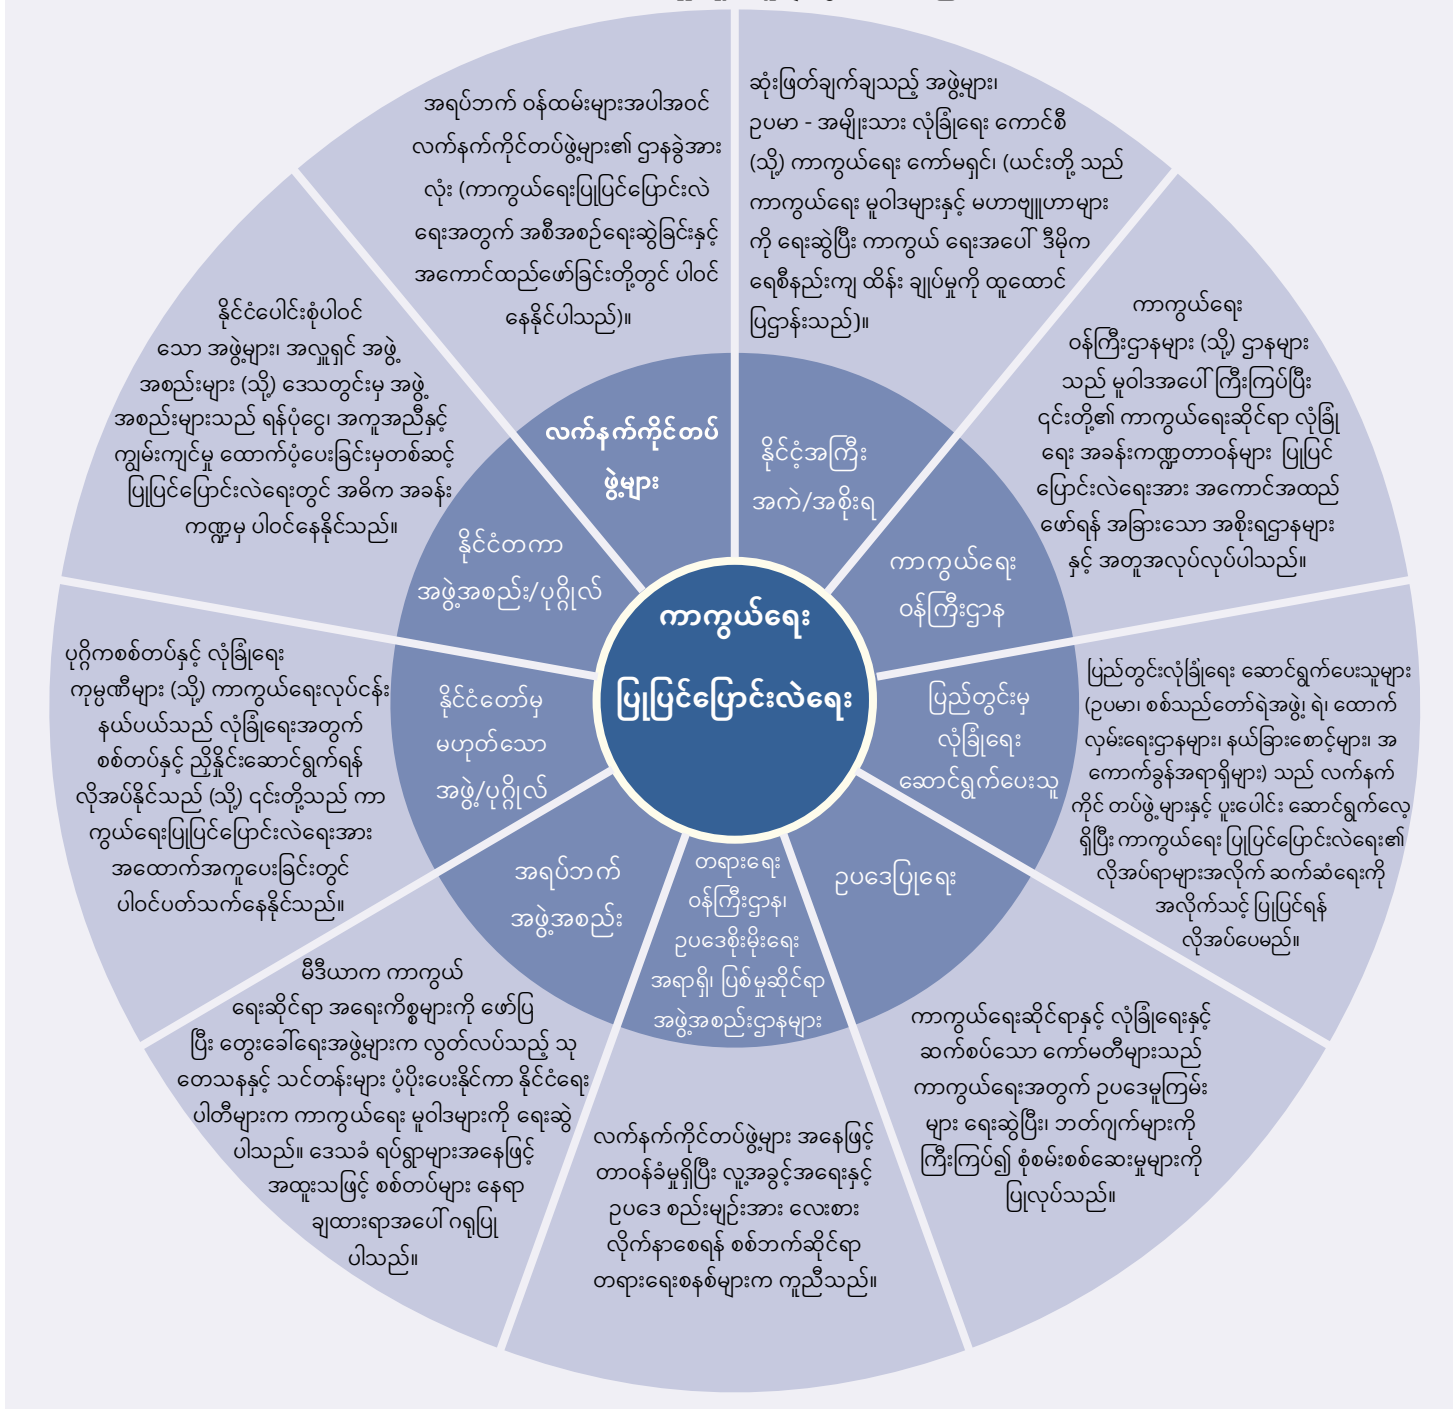 အရပ်ဘက် ဝန်ထမ်းများအပါအဝင်
လက်နက်ကိုင်တပ်ဖွဲ့များ၏ ဌာနခွဲအား
လုံး (ကာကွယ်ရေးပြုပြင်ပြောင်းလဲ
ရေးအတွက် အစီအစဉ်ရေးဆွဲခြင်းနှင့်
အကောင်ထည်ဖော်ခြင်းတို့တွင် ပါဝင်
နေနိုင်ပါသည်)။
ဆုံးဖြတ်ချက်ချသည့် အဖွဲ့များ၊
ဥပမာ - အမျိုးသား လုံခြုံရေး ကောင်စီ
(သို့) ကာကွယ်ရေး ကော်မရှင်၊ (ယင်းတို့ သည်
ကာကွယ်ရေး မူဝါဒများနှင့် မဟာဗျူဟာများ
ကို ရေးဆွဲပြီး ကာကွယ် ရေးအပေါ် ဒီမိုက
ရေစီနည်းကျ ထိန်း ချုပ်မှုကို ထူထောင်
ပြဌာန်းသည်)။
ကာကွယ်ရေး
ဝန်ကြီးဌာနများ (သို့) ဌာနများ
သည် မူဝါဒအပေါ် ကြီးကြပ်ပြီး
၎င်းတို့၏ ကာကွယ်ရေးဆိုင်ရာ လုံခြုံ
ရေး အခန်းကဏ္ဍတာဝန်များ ပြုပြင်
ပြောင်းလဲရေးအား အကောင်အထည်
ဖော်ရန် အခြားသော အစိုးရဌာနများ
နှင့် အတူအလုပ်လုပ်ပါသည်။
ပြည်တွင်းလုံခြုံရေး ဆောင်ရွက်ပေးသူများ
(ဥပမာ၊ စစ်သည်တော်ရဲအဖွဲ့၊ ရဲ၊ ထောက်
လှမ်းရေးဌာနများ၊ နယ်ခြားစောင့်များ၊ အ
ကောက်ခွန်အရာရှိများ) သည် လက်နက်
ကိုင် တပ်ဖွဲ့ များနှင့် ပူးပေါင်း ဆောင်ရွက်လေ့
ရှိပြီး ကာကွယ်ရေး ပြုပြင်ပြောင်းလဲရေး၏
လိုအပ်ရာများအလိုက် ဆက်ဆံရေးကို
အလိုက်သင့် ပြုပြင်ရန်
လိုအပ်ပေမည်။
ကာကွယ်ရေးဆိုင်ရာနှင့် လုံခြုံရေးနှင့်
ဆက်စပ်သော ကော်မတီများသည်
ကာကွယ်ရေးအတွက် ဥပဒေမူကြမ်း
များ ရေးဆွဲပြီး၊ ဘတ်ဂျက်များကို
ကြီးကြပ်၍ စုံစမ်းစစ်ဆေးမှုများကို
ပြုလုပ်သည်။
လက်နက်ကိုင်တပ်ဖွဲ့များ အနေဖြင့်
တာဝန်ခံမှုရှိပြီး လူ့အခွင့်အရေးနှင့်
ဥပဒေ စည်းမျဉ်းအား လေးစား
လိုက်နာစေရန် စစ်ဘက်ဆိုင်ရာ
တရားရေးစနစ်များက ကူညီသည်။
မီဒီယာက ကာကွယ်
ရေးဆိုင်ရာ အရေးကိစ္စများကို ဖော်ပြ
ပြီး တွေးခေါ်ရေးအဖွဲ့များက လွတ်လပ်သည့် သု
တေသနနှင့် သင်တန်းများ ပံ့ပိုးပေးနိုင်ကာ နိုင်ငံရေး
ပါတီများက ကာကွယ်ရေး မူဝါဒများကို ရေးဆွဲ
ပါသည်။ ဒေသခံ ရပ်ရွာများအနေဖြင့်
အထူးသဖြင့် စစ်တပ်များ နေရာ
ချထားရာအပေါ် ဂရုပြု
ပါသည်။
ပုဂ္ဂိကစစ်တပ်နှင့် လုံခြုံရေး
ကုမ္ပဏီများ (သို့) ကာကွယ်ရေးလုပ်ငန်း
နယ်ပယ်သည် လုံခြုံရေးအတွက်
စစ်တပ်နှင့် ညှိနှိုင်းဆောင်ရွက်ရန်
လိုအပ်နိုင်သည် (သို့) ၎င်းတို့သည် ကာ
ကွယ်ရေးပြုပြင်ပြောင်းလဲရေးအား
အထောက်အကူပေးခြင်းတွင်
ပါဝင်ပတ်သက်နေနိုင်သည်။
နိုင်ငံပေါင်းစုံပါဝင်
သော အဖွဲ့များ၊ အလှူရှင် အဖွဲ့
အစည်းများ (သို့) ဒေသတွင်းမှ အဖွဲ့
အစည်းများသည် ရန်ပုံငွေ၊ အကူအညီနှင့်
ကျွမ်းကျင်မှု ထောက်ပံ့ပေးခြင်းမှတစ်ဆင့်
ပြုပြင်ပြောင်းလဲရေးတွင် အဓိက အခန်း
ကဏ္ဍမှ ပါဝင်နေနိုင်သည်။
လက်နက်ကိုင်တပ်
ဖွဲ့များ
နိုင်ငံ့အကြီး
အကဲ/အစိုးရ
ကာကွယ်ရေး
ဝန်ကြီးဌာန
ပြည်တွင်းမှ
လုံခြုံရေး
ဆောင်ရွက်ပေးသူ
ဥပဒေပြုရေး
တရားရေး
ဝန်ကြီးဌာန၊
ဥပဒေစိုးမိုးရေး
အရာရှိ၊ ပြစ်မှုဆိုင်ရာ
အဖွဲ့အစည်းဌာနများ
အရပ်ဘက်
အဖွဲ့အစည်း
နိုင်ငံတော်မှ
မဟုတ်သော
အဖွဲ့/ပုဂ္ဂိုလ်
နိုင်ငံတကာ
အဖွဲ့အစည်း/ပုဂ္ဂိုလ်
ကာကွယ်ရေး
ပြုပြင်ပြောင်းလဲရေး